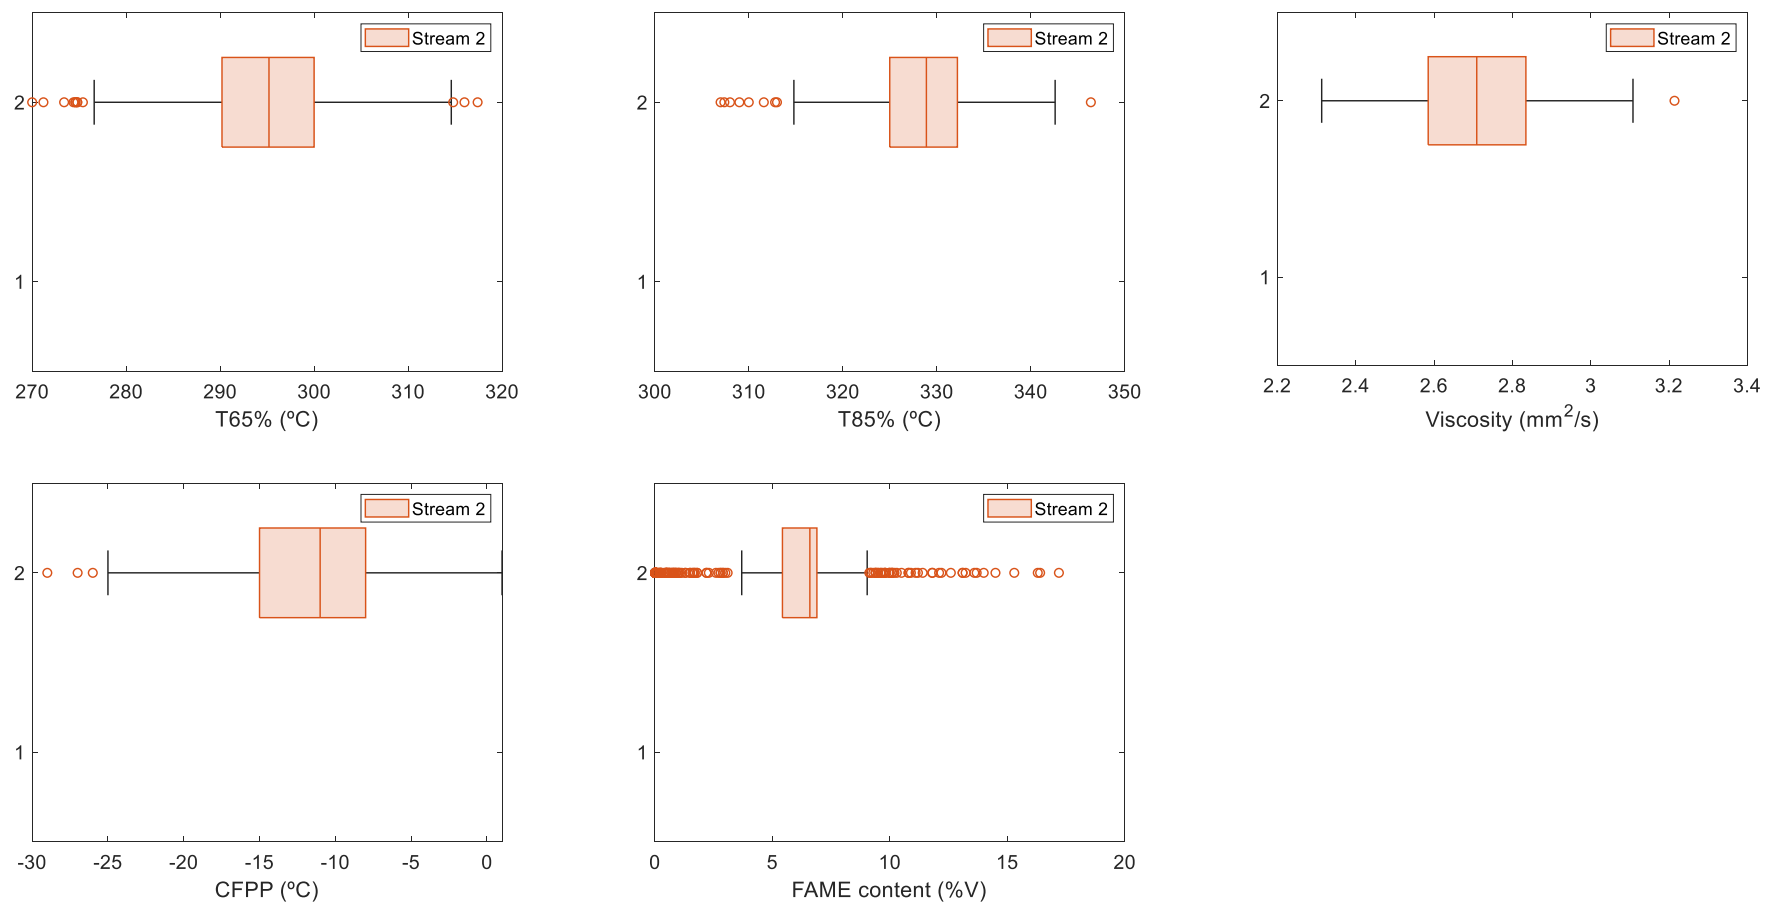 Stream 2
2
1
270 280 290 300 310 320
T65% (ºC)
Stream 2
2
1
300 310 320 330 340 350
T85% (ºC)
Stream 2
2
1
2.2 2.4 2.6 2.8 3 3.2 3.4
Viscosity (mm²/s)
Stream 2
2
1
-30 -25 -20 -15 -10 -5 0
CFPP (ºC)
Stream 2
2
1
0 5 10 15 20
FAME content (%V)